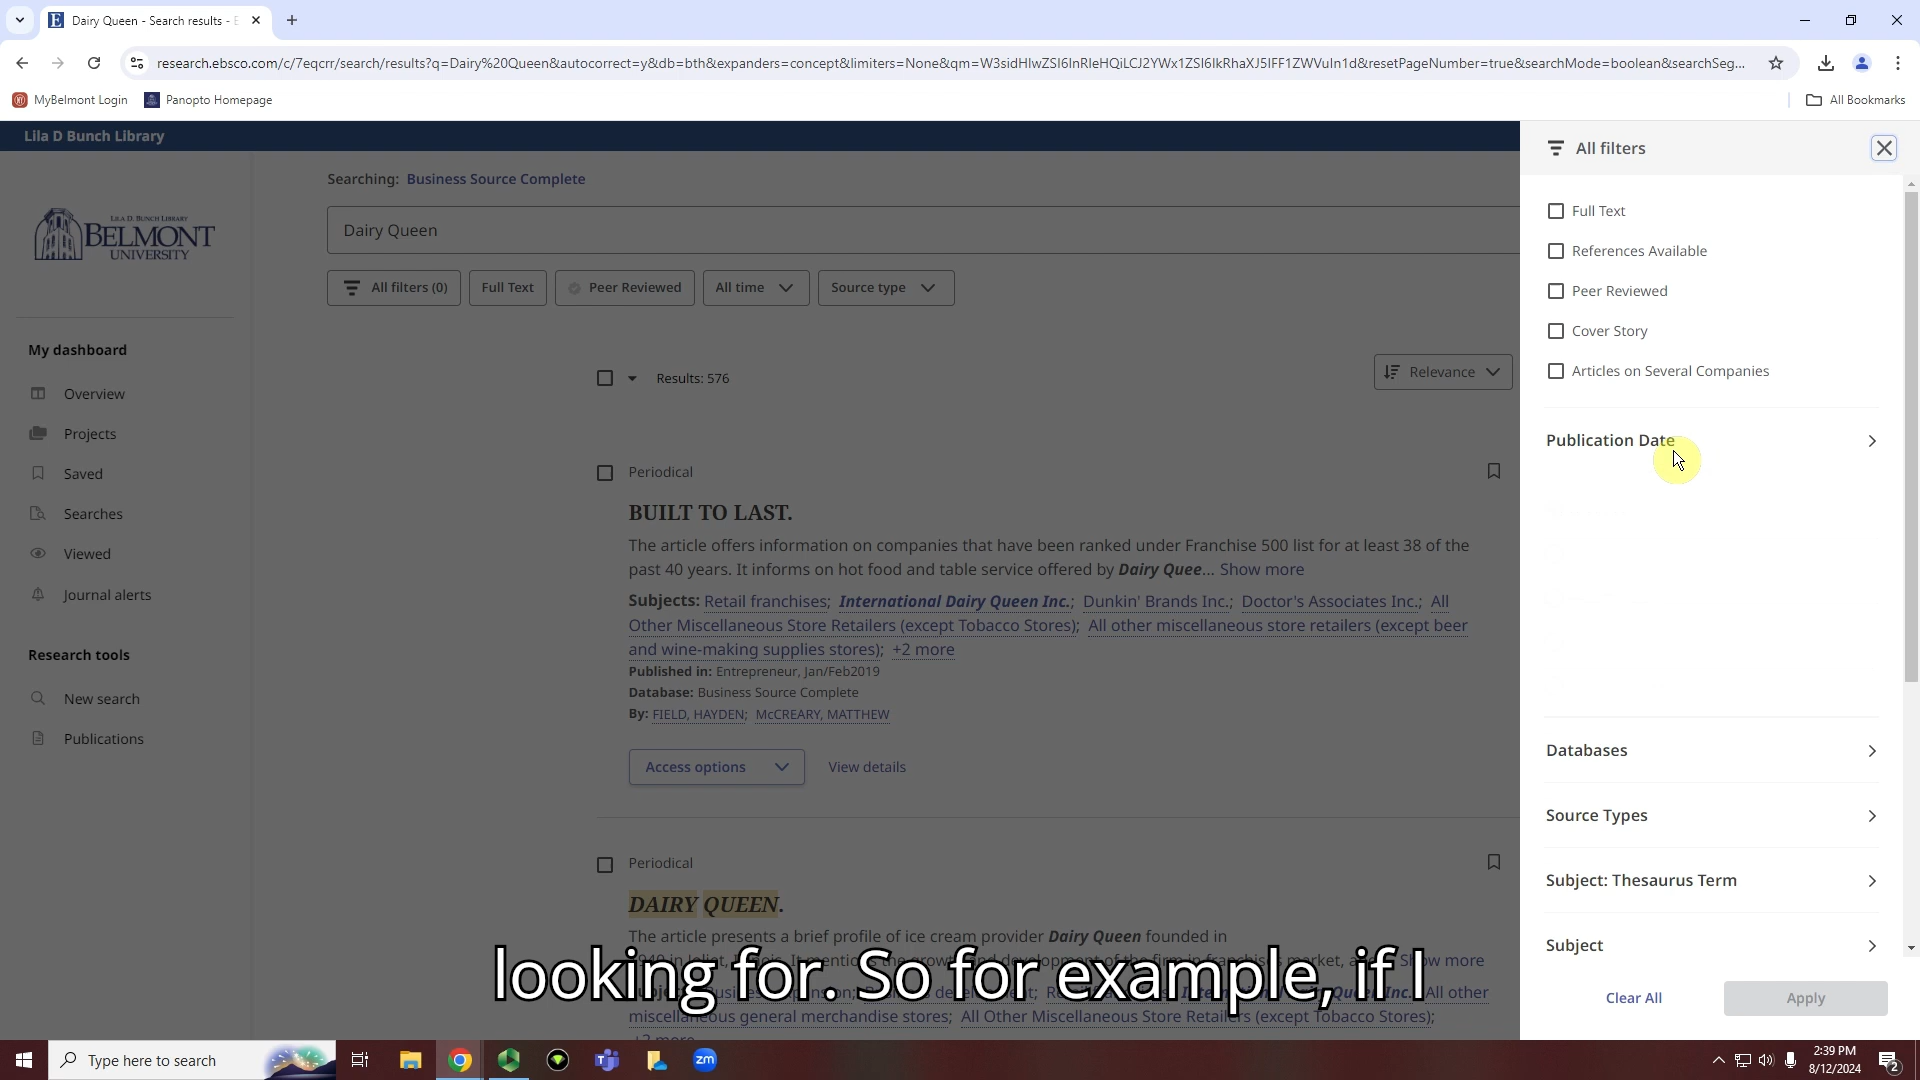 Dairy Queen - Search results - E
research.ebsco.com/c/7eqcrr/search/results?q=Dairy%20Queen&autocorrect=y&db=bth&expanders=concept&limiters=None&qm=W3sidHlwZSI6InRleHQiLCJ2YWx1ZSI6IkRhaXJ5IFF1ZWVuIn1d&resetPageNumber=true&searchMode=boolean&searchSeg...
MyBelmont Login
Panopto Homepage
All Bookmarks
Lila D Bunch Library
LILA D. BUNCH LIBRARY
BELMONT
UNIVERSITY
My dashboard
Overview
Projects
Saved
Searches
Viewed
Journal alerts
Research tools
New search
Publications
Searching: Business Source Complete
Dairy Queen
All filters (0)
Full Text
Peer Reviewed
All time
Source type
Results: 576
Relevance
Periodical
BUILT TO LAST.
The article offers information on companies that have been ranked under Franchise 500 list for at least 38 of the
past 40 years. It informs on hot food and table service offered by Dairy Quee... Show more
Subjects: Retail franchises; International Dairy Queen Inc.; Dunkin' Brands Inc.; Doctor's Associates Inc.; All
Other Miscellaneous Store Retailers (except Tobacco Stores); All other miscellaneous store retailers (except beer
and wine-making supplies stores); +2 more
Published in: Entrepreneur, Jan/Feb2019
Database: Business Source Complete
By: FIELD, HAYDEN; McCREARY, MATTHEW
Access options
View details
Periodical
DAIRY QUEEN.
The article presents a brief profile of ice cream provider Dairy Queen founded in
Show more
All other
miscellaneous general merchandise stores; All Other Miscellaneous Store Retailers (except Tobacco Stores);
+2 more
All filters
Full Text
References Available
Peer Reviewed
Cover Story
Articles on Several Companies
Publication Date
Databases
Source Types
Subject: Thesaurus Term
Subject
Clear All
Apply
looking for. So for example, if I
Type here to search
zm
2:39 PM
8/12/2024
2